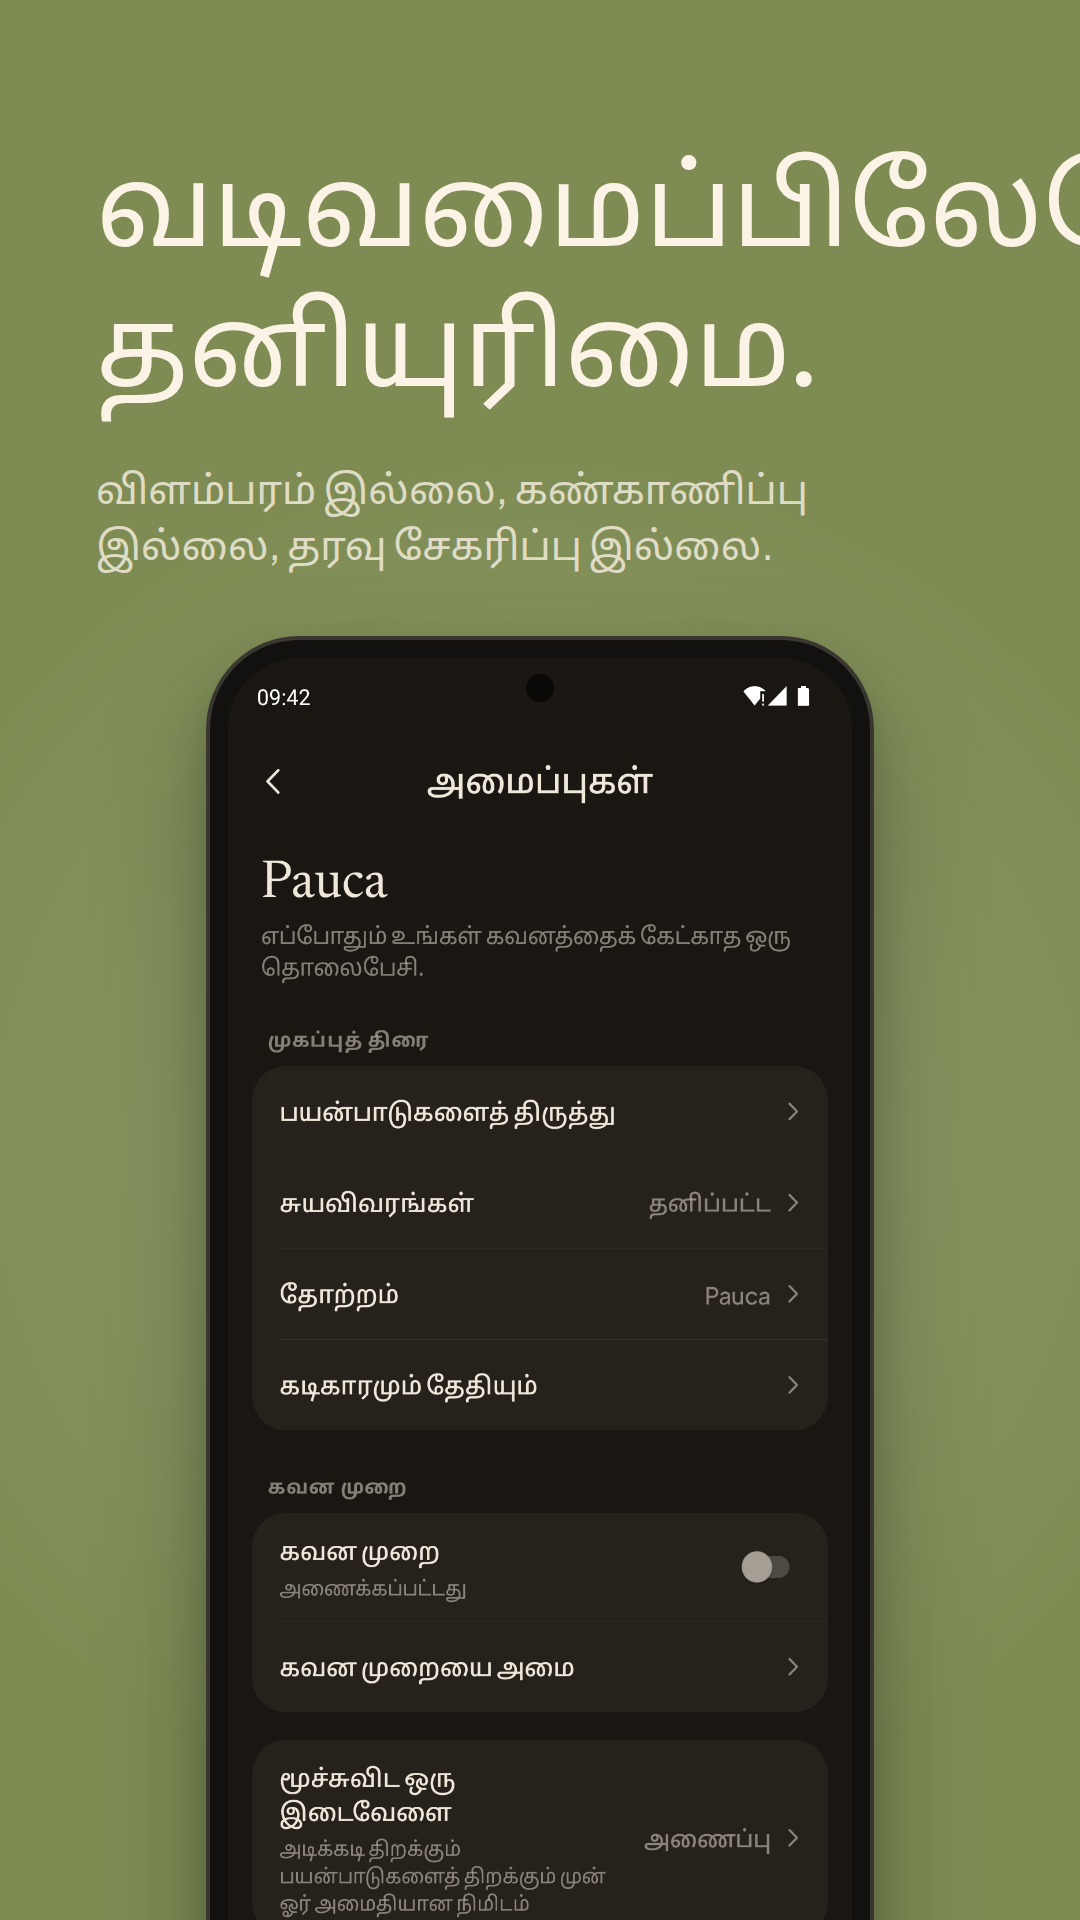 தனியுரிமை.
விளம்பரம் இல்லை, கண்காணிப்பு
இல்லை, தரவு சேகரிப்பு இல்லை.
09:42
அமைப்புகள்
Pauca
எப்போதும் உங்கள் கவனத்தைக் கேட்காத ஒரு
தொலைபேசி.
முகப்புத் திரை
பயன்பாடுகளைத் திருத்து
சுயவிவரங்கள் தனிப்பட்ட
தோற்றம் Pauca
கடிகாரமும் தேதியும்
கவன முறை
கவன முறை
அணைக்கப்பட்டது
கவன முறையை அமை
மூச்சுவிட ஒரு
இடைவேளை
அணைப்பு
அடிக்கடி திறக்கும்
பயன்பாடுகளைத் திறக்கும் முன்
ஓர் அமைதியான நிமிடம்